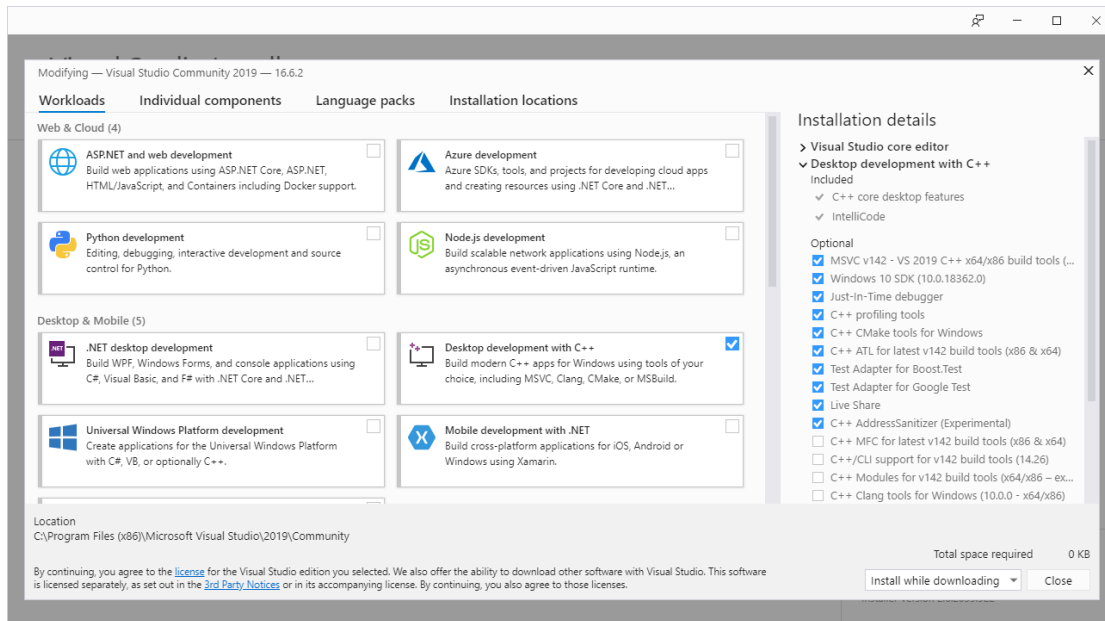 Modifying — Visual Studio Community 2019 — 16.6.2
Workloads
Individual components
Language packs
Installation locations
Web & Cloud (4)
ASP.NET and web development
Build web applications using ASP.NET Core, ASP.NET,
HTML/JavaScript, and Containers including Docker support.
Azure development
Azure SDKs, tools, and projects for developing cloud apps
and creating resources using .NET Core and .NET...
Python development
Editing, debugging, interactive development and source
control for Python.
JS
Node.js development
Build scalable network applications using Node.js, an
asynchronous event-driven JavaScript runtime.
Desktop & Mobile (5)
.NET
.NET desktop development
Build WPF, Windows Forms, and console applications using
C#, Visual Basic, and F# with .NET Core and .NET...
Desktop development with C++
Build modern C++ apps for Windows using tools of your
choice, including MSVC, Clang, CMake, or MSBuild.
Universal Windows Platform development
Create applications for the Universal Windows Platform
with C#, VB, or optionally C++.
Mobile development with .NET
Build cross-platform applications for iOS, Android or
Windows using Xamarin.
Installation details
Visual Studio core editor
Desktop development with C++
Included
C++ core desktop features
IntelliCode
Optional
MSVC v142 - VS 2019 C++ x64/x86 build tools (...
Windows 10 SDK (10.0.18362.0)
Just-In-Time debugger
C++ profiling tools
C++ CMake tools for Windows
C++ ATL for latest v142 build tools (x86 & x64)
Test Adapter for Boost.Test
Test Adapter for Google Test
Live Share
C++ AddressSanitizer (Experimental)
C++ MFC for latest v142 build tools (x86 & x64)
C++/CLI support for v142 build tools (14.26)
C++ Modules for v142 build tools (x64/x86 – ex...
C++ Clang tools for Windows (10.0.0 - x64/x86)
Location
C:\Program Files (x86)\Microsoft Visual Studio\2019\Community
Total space required 0 KB
By continuing, you agree to the license for the Visual Studio edition you selected. We also offer the ability to download other software with Visual Studio. This software
is licensed separately, as set out in the 3rd Party Notices or in its accompanying license. By continuing, you also agree to those licenses.
Install while downloading
Close